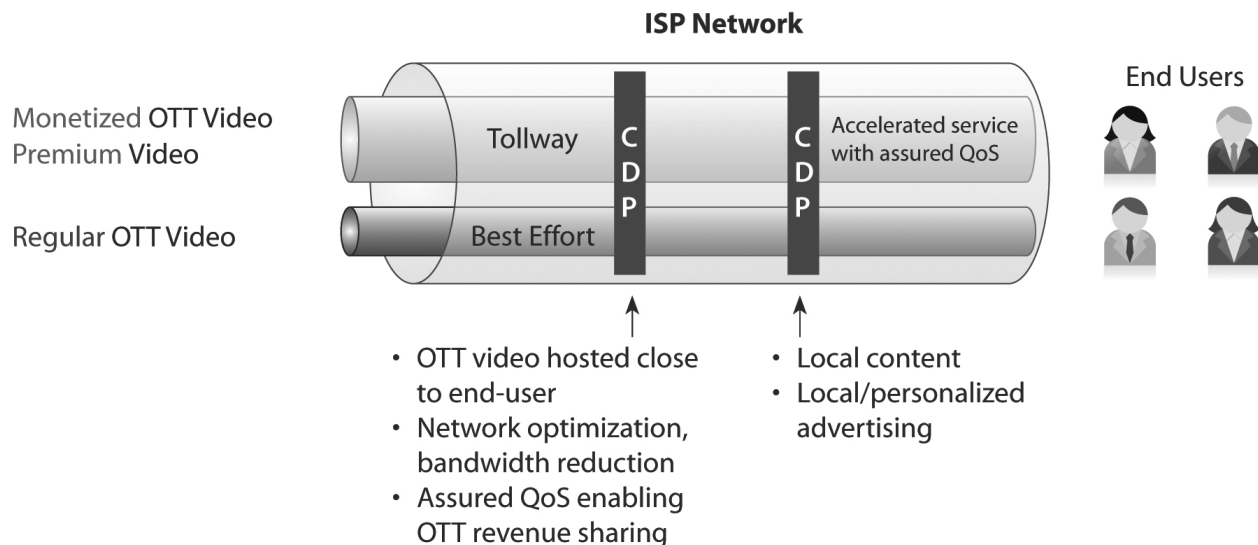 ISP Network
End Users
Monetized OTT Video
Premium Video
Tollway
CDP
CDP
Accelerated service
with assured QoS
Regular OTT Video
Best Effort
• OTT video hosted close
to end-user
• Network optimization,
bandwidth reduction
• Assured QoS enabling
OTT revenue sharing
• Local content
• Local/personalized
advertising